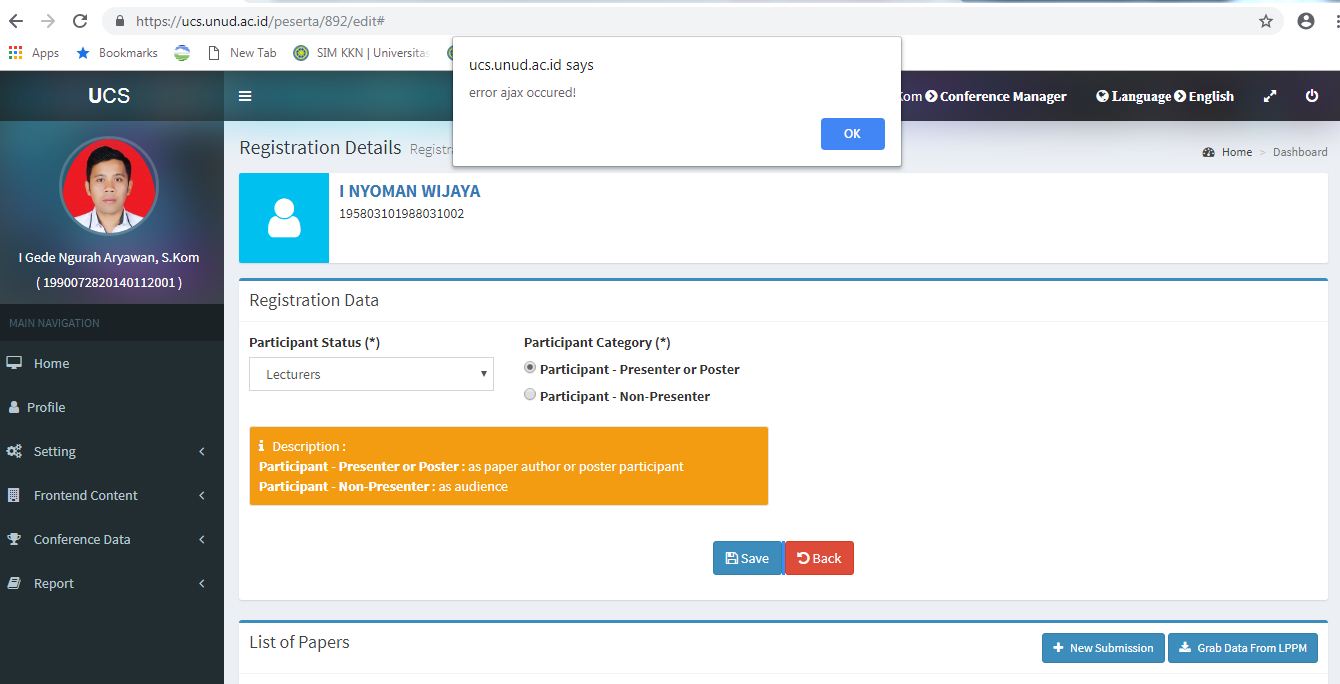 https://ucs.unud.ac.id/peserta/892/edit#
Apps Bookmarks New Tab SIM KKN | Universitas
ucs.unud.ac.id says
error ajax occured!
OK
UCS
Kom Conference Manager Language English
I Gede Ngurah Aryawan, S.Kom
( 1990072820140112001 )
MAIN NAVIGATION
Home
Profile
Setting
Frontend Content
Conference Data
Report
Registration Details Registr
Home > Dashboard
I NYOMAN WIJAYA
195803101988031002
Registration Data
Participant Status (*)
Lecturers
Participant Category (*)
Participant - Presenter or Poster
Participant - Non-Presenter
Description :
Participant - Presenter or Poster : as paper author or poster participant
Participant - Non-Presenter : as audience
Save Back
List of Papers
New Submission Grab Data From LPPM